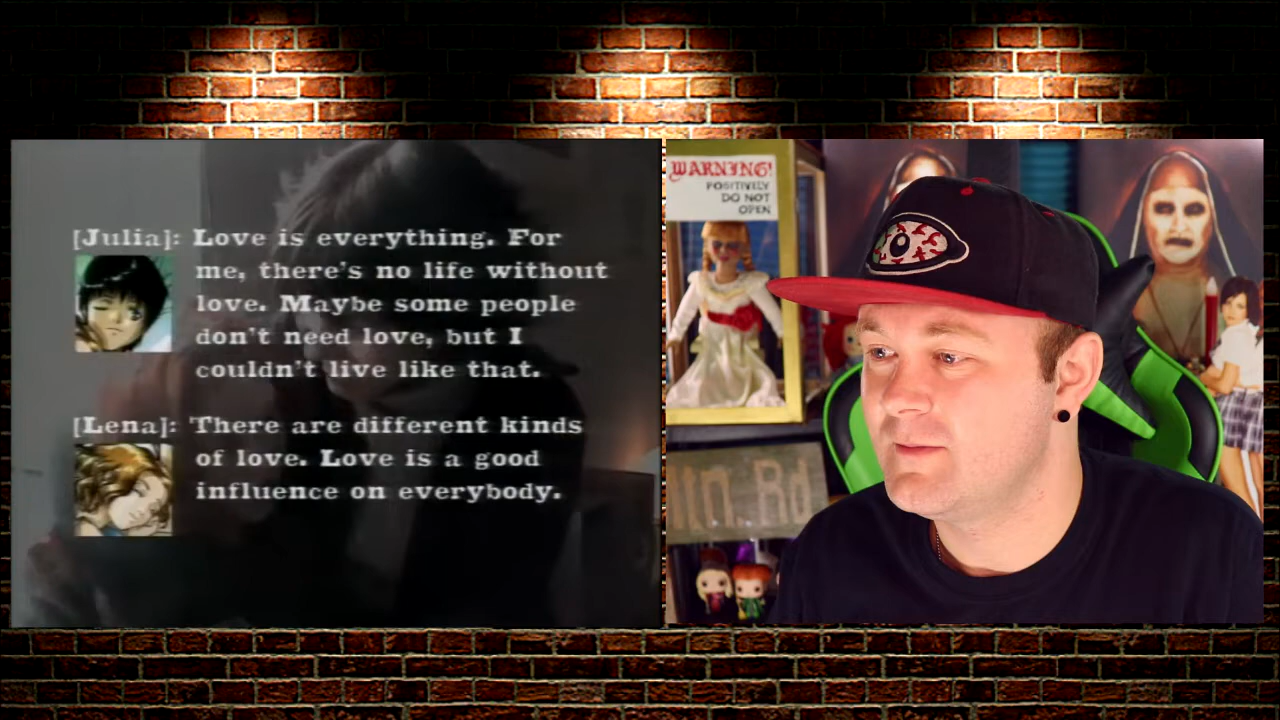 [Julia]: Love is everything. For
me, there's no life without
love. Maybe some people
don't need love, but I
couldn't live like that.
[Lena]: There are different kinds
of love. Love is a good
influence on everybody.
WARNING!
POSITIVELY
DO NOT
OPEN
Mtn. Rd